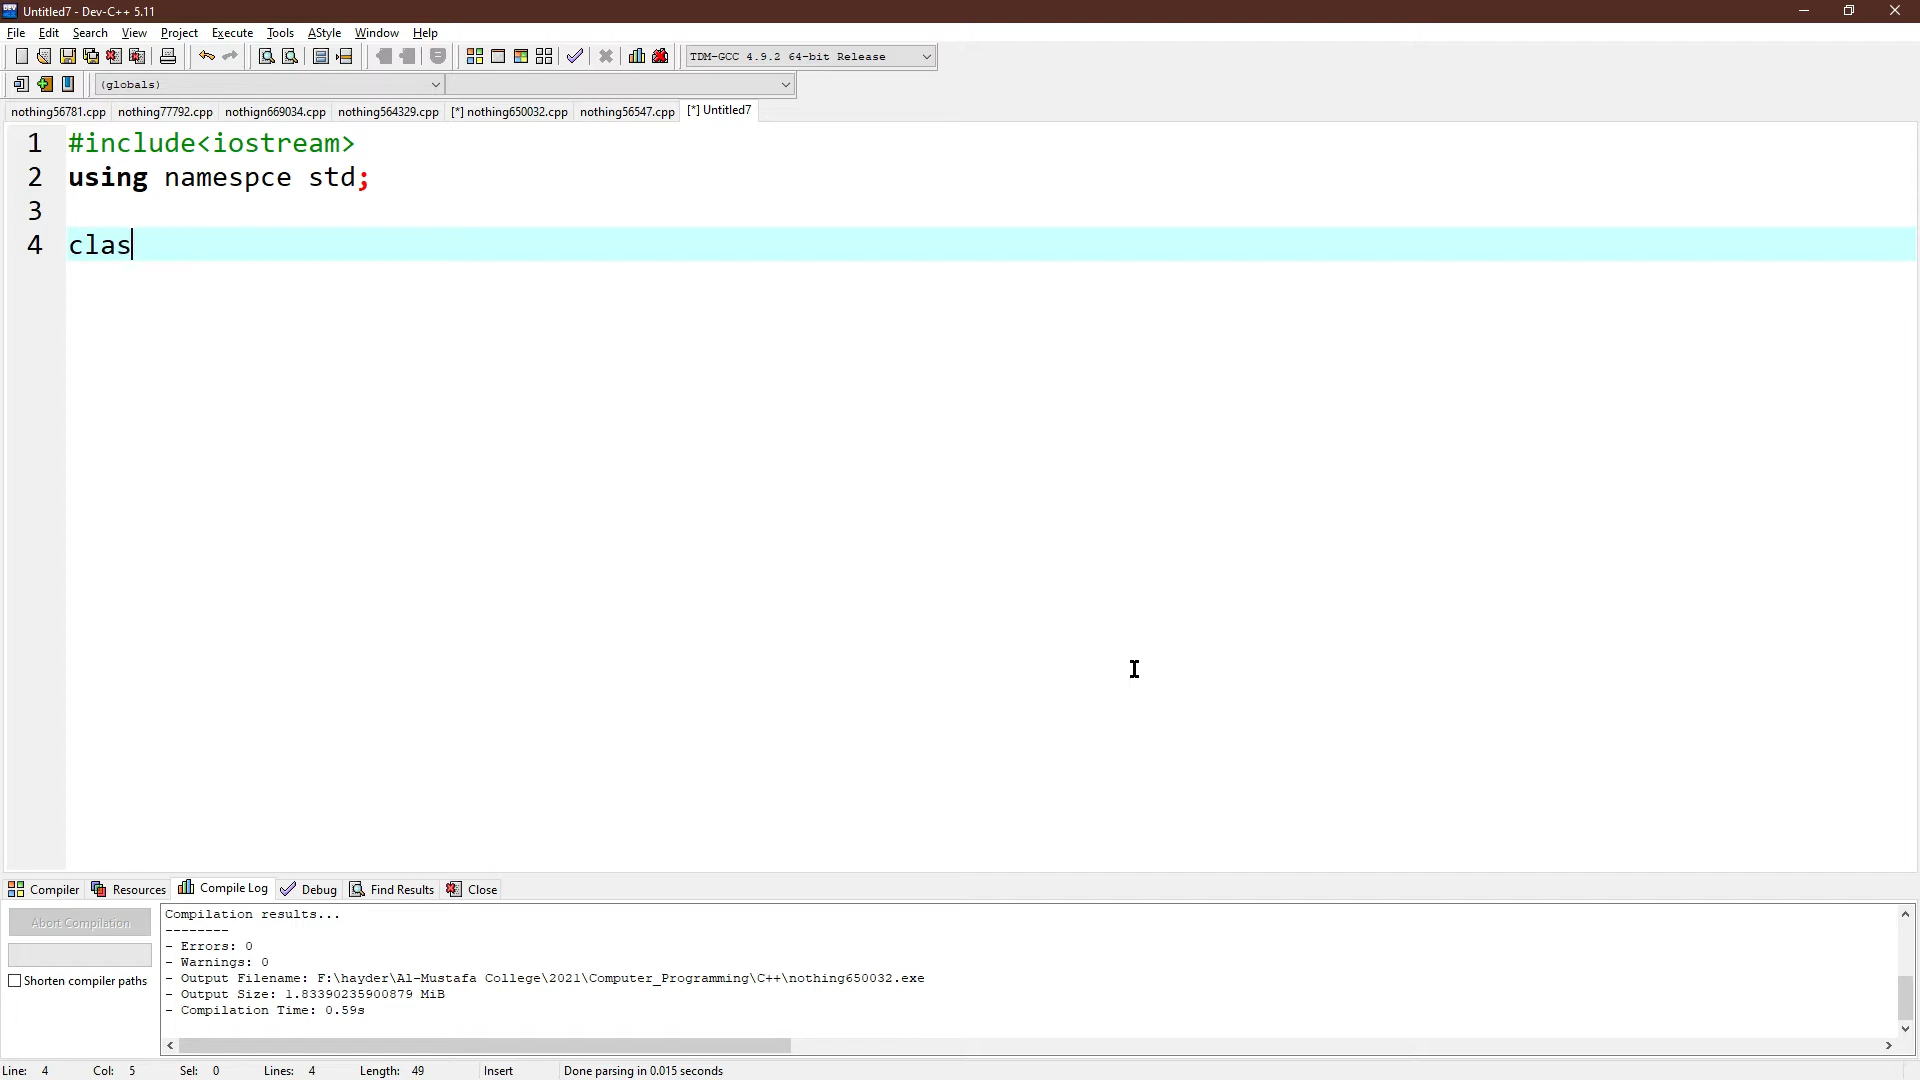 Untitled7 - Dev-C++ 5.11
File Edit Search View Project Execute Tools AStyle Window Help
TDM-GCC 4.9.2 64-bit Release
(globals)
nothing56781.cpp nothing77792.cpp nothign669034.cpp nothing564329.cpp [*] nothing650032.cpp nothing56547.cpp [*] Untitled7
1 #include<iostream>
2 using namespce std;
3
4 clas
Compiler Resources Compile Log Debug Find Results Close
Abort Compilation
Shorten compiler paths
Compilation results...
--------
- Errors: 0
- Warnings: 0
- Output Filename: F:\hayder\Al-Mustafa College\2021\Computer_Programming\C++\nothing650032.exe
- Output Size: 1.83390235900879 MiB
- Compilation Time: 0.59s
Line: 4 Col: 5 Sel: 0 Lines: 4 Length: 49 Insert Done parsing in 0.015 seconds